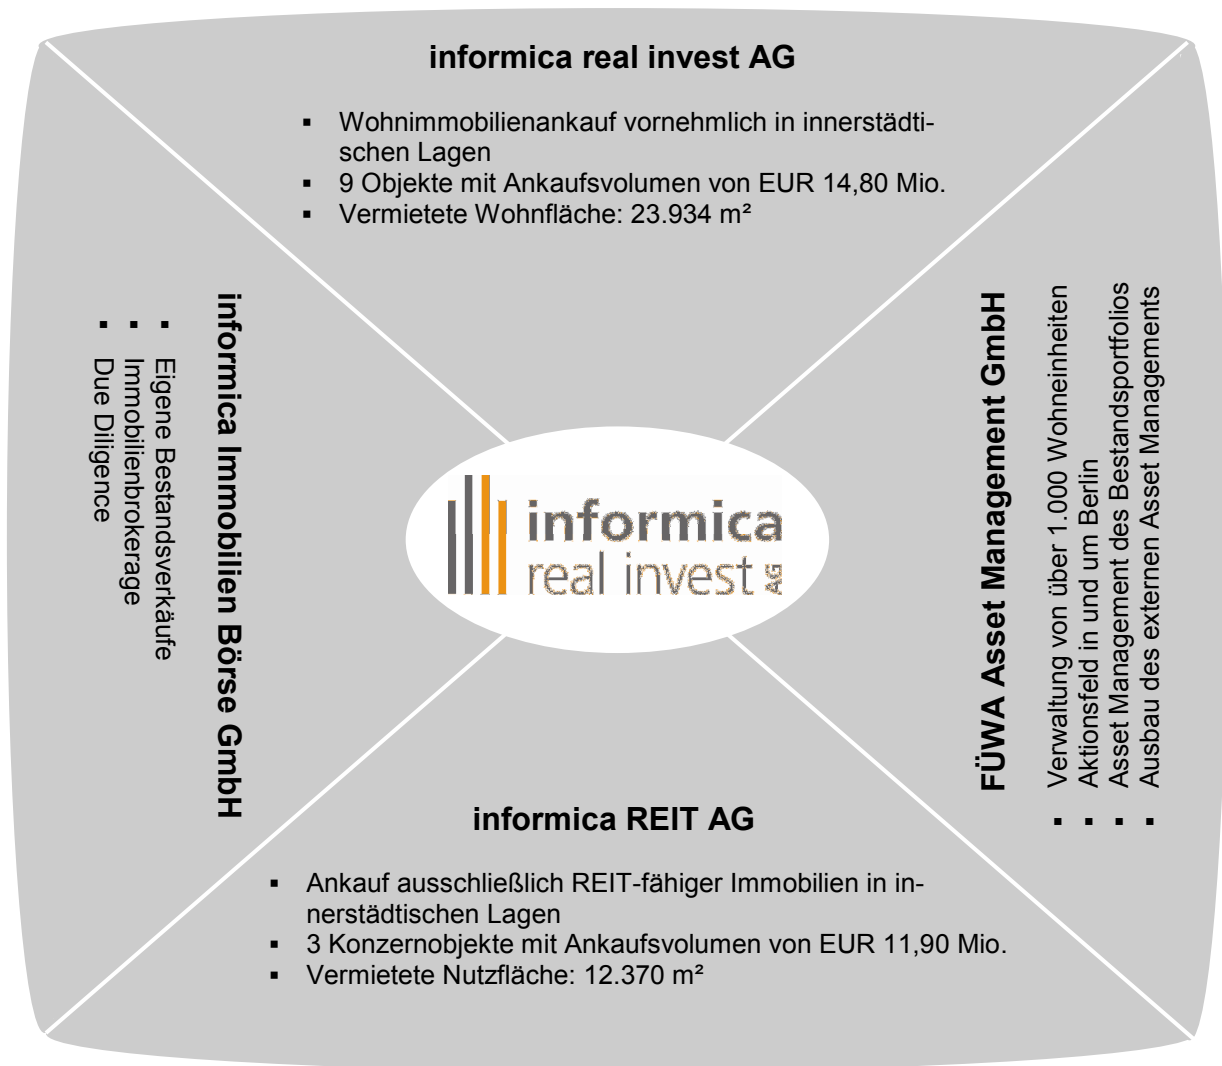 informica real invest AG
▪ Wohnimmobilienankauf vornehmlich in innerstädti-
schen Lagen
▪ 9 Objekte mit Ankaufsvolumen von EUR 14,80 Mio.
▪ Vermietete Wohnfläche: 23.934 m²
informica Immobilien Börse GmbH
▪ Eigene Bestandsverkäufe
▪ Immobilienbrokerage
▪ Due Diligence
informica
real invest AG
FÜWA Asset Management GmbH
▪ Verwaltung von über 1.000 Wohneinheiten
▪ Aktionsfeld in und um Berlin
▪ Asset Management des Bestandsportfolios
▪ Ausbau des externen Asset Managements
informica REIT AG
▪ Ankauf ausschließlich REIT-fähiger Immobilien in in-
nerstädtischen Lagen
▪ 3 Konzernobjekte mit Ankaufsvolumen von EUR 11,90 Mio.
▪ Vermietete Nutzfläche: 12.370 m²